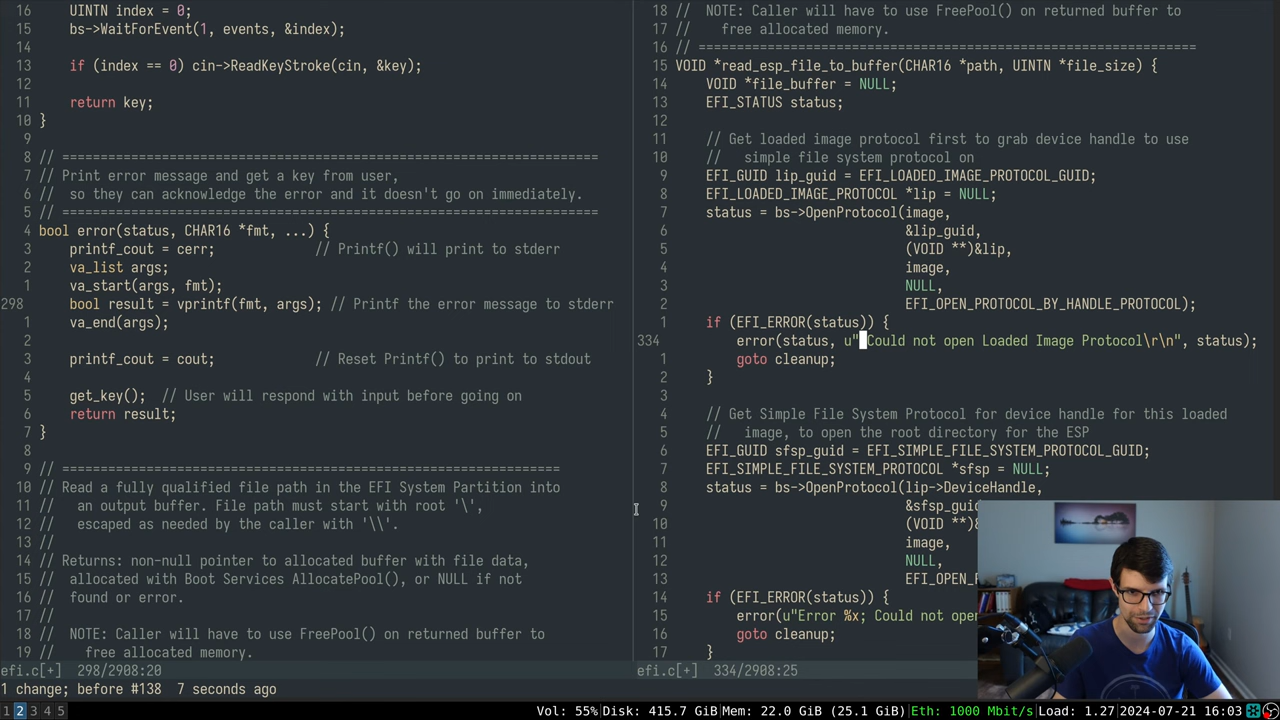 16     UINTN index = 0;
15     bs->WaitForEvent(1, events, &index);
14
13     if (index == 0) cin->ReadKeyStroke(cin, &key);
12
11     return key;
10 }
9
8 // ======================================================================
7 // Print error message and get a key from user,
6 //  so they can acknowledge the error and it doesn't go on immediately.
5 // ======================================================================
4 bool error(status, CHAR16 *fmt, ...) {
3     printf_cout = cerr;             // Printf() will print to stderr
2     va_list args;
1     va_start(args, fmt);
298     bool result = vprintf(fmt, args); // Printf the error message to stderr
1     va_end(args);
2
3     printf_cout = cout;             // Reset Printf() to print to stdout
4
5     get_key();  // User will respond with input before going on
6     return result;
7 }
8
9 // =================================================================
10 // Read a fully qualified file path in the EFI System Partition into
11 //   an output buffer. File path must start with root '\',
12 //   escaped as needed by the caller with '\\'.
13 //
14 // Returns: non-null pointer to allocated buffer with file data,
15 //  allocated with Boot Services AllocatePool(), or NULL if not
16 //  found or error.
17 //
18 //  NOTE: Caller will have to use FreePool() on returned buffer to
19 //    free allocated memory.
efi.c[+]  298/2908:20
18 //  NOTE: Caller will have to use FreePool() on returned buffer to
17 //    free allocated memory.
16 // =================================================================
15 VOID *read_esp_file_to_buffer(CHAR16 *path, UINTN *file_size) {
14     VOID *file_buffer = NULL;
13     EFI_STATUS status;
12
11     // Get loaded image protocol first to grab device handle to use
10     //   simple file system protocol on
9     EFI_GUID lip_guid = EFI_LOADED_IMAGE_PROTOCOL_GUID;
8     EFI_LOADED_IMAGE_PROTOCOL *lip = NULL;
7     status = bs->OpenProtocol(image,
6                               &lip_guid,
5                               (VOID **)&lip,
4                               image,
3                               NULL,
2                               EFI_OPEN_PROTOCOL_BY_HANDLE_PROTOCOL);
1     if (EFI_ERROR(status)) {
334         error(status, u" Could not open Loaded Image Protocol\r\n", status);
1         goto cleanup;
2     }
3
4     // Get Simple File System Protocol for device handle for this loaded
5     //   image, to open the root directory for the ESP
6     EFI_GUID sfsp_guid = EFI_SIMPLE_FILE_SYSTEM_PROTOCOL_GUID;
7     EFI_SIMPLE_FILE_SYSTEM_PROTOCOL *sfsp = NULL;
8     status = bs->OpenProtocol(lip->DeviceHandle,
9                               &sfsp_guid
10                               (VOID **)&
11                               image,
12                               NULL,
13                               EFI_OPEN_P
14     if (EFI_ERROR(status)) {
15         error(u"Error %x; Could not open
16         goto cleanup;
17     }
efi.c[+]  334/2908:25
1 change; before #138  7 seconds ago
1 2 3 4 5 Vol: 55% Disk: 415.7 GiB Mem: 22.0 GiB (25.1 GiB) Eth: 1000 Mbit/s Load: 1.27 2024-07-21 16:03